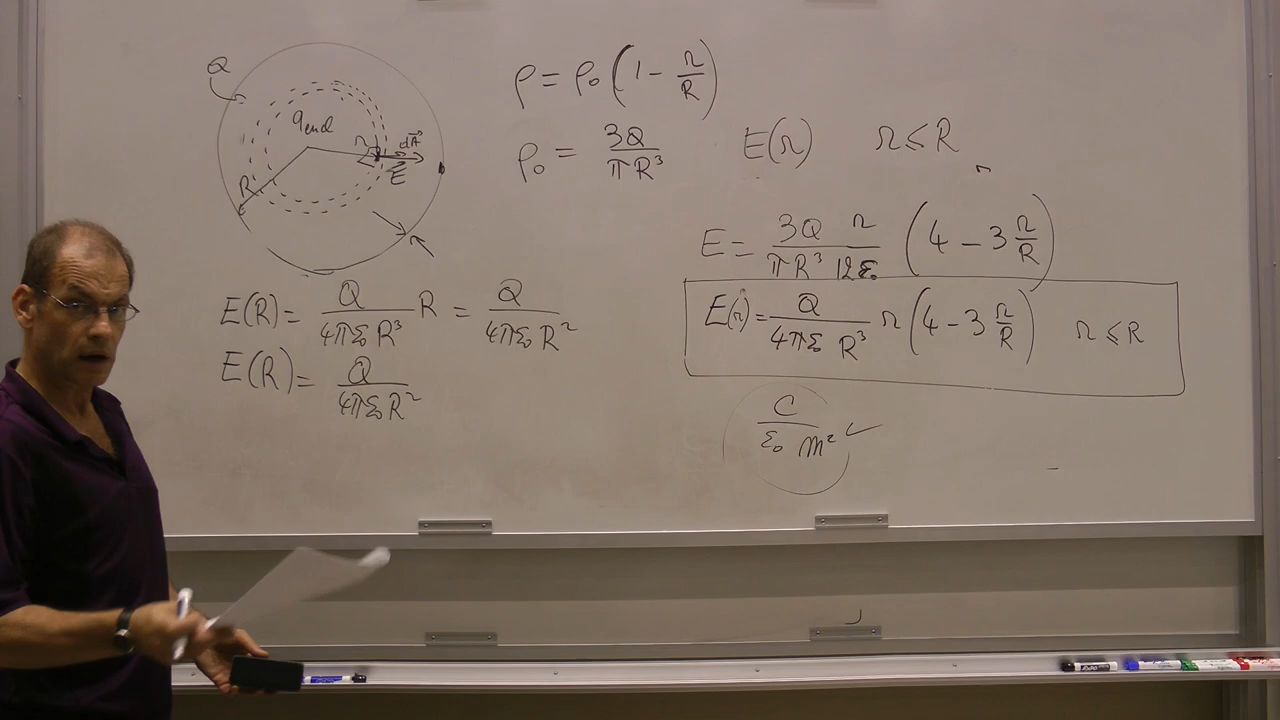 Q
q_encl
r
dA⃗
E⃗
R
ρ = ρ₀ (1 − r/R)
ρ₀ = 3Q/πR³
E(r) r ≤ R
E = 3Q/πR³ r/12ε₀ (4 − 3 r/R)
E(r) = Q/4πε₀R³ r (4 − 3 r/R) r ≤ R
C/ε₀ m² ✓
E(R) = Q/4πε₀R³ R = Q/4πε₀R²
E(R) = Q/4πε₀R²